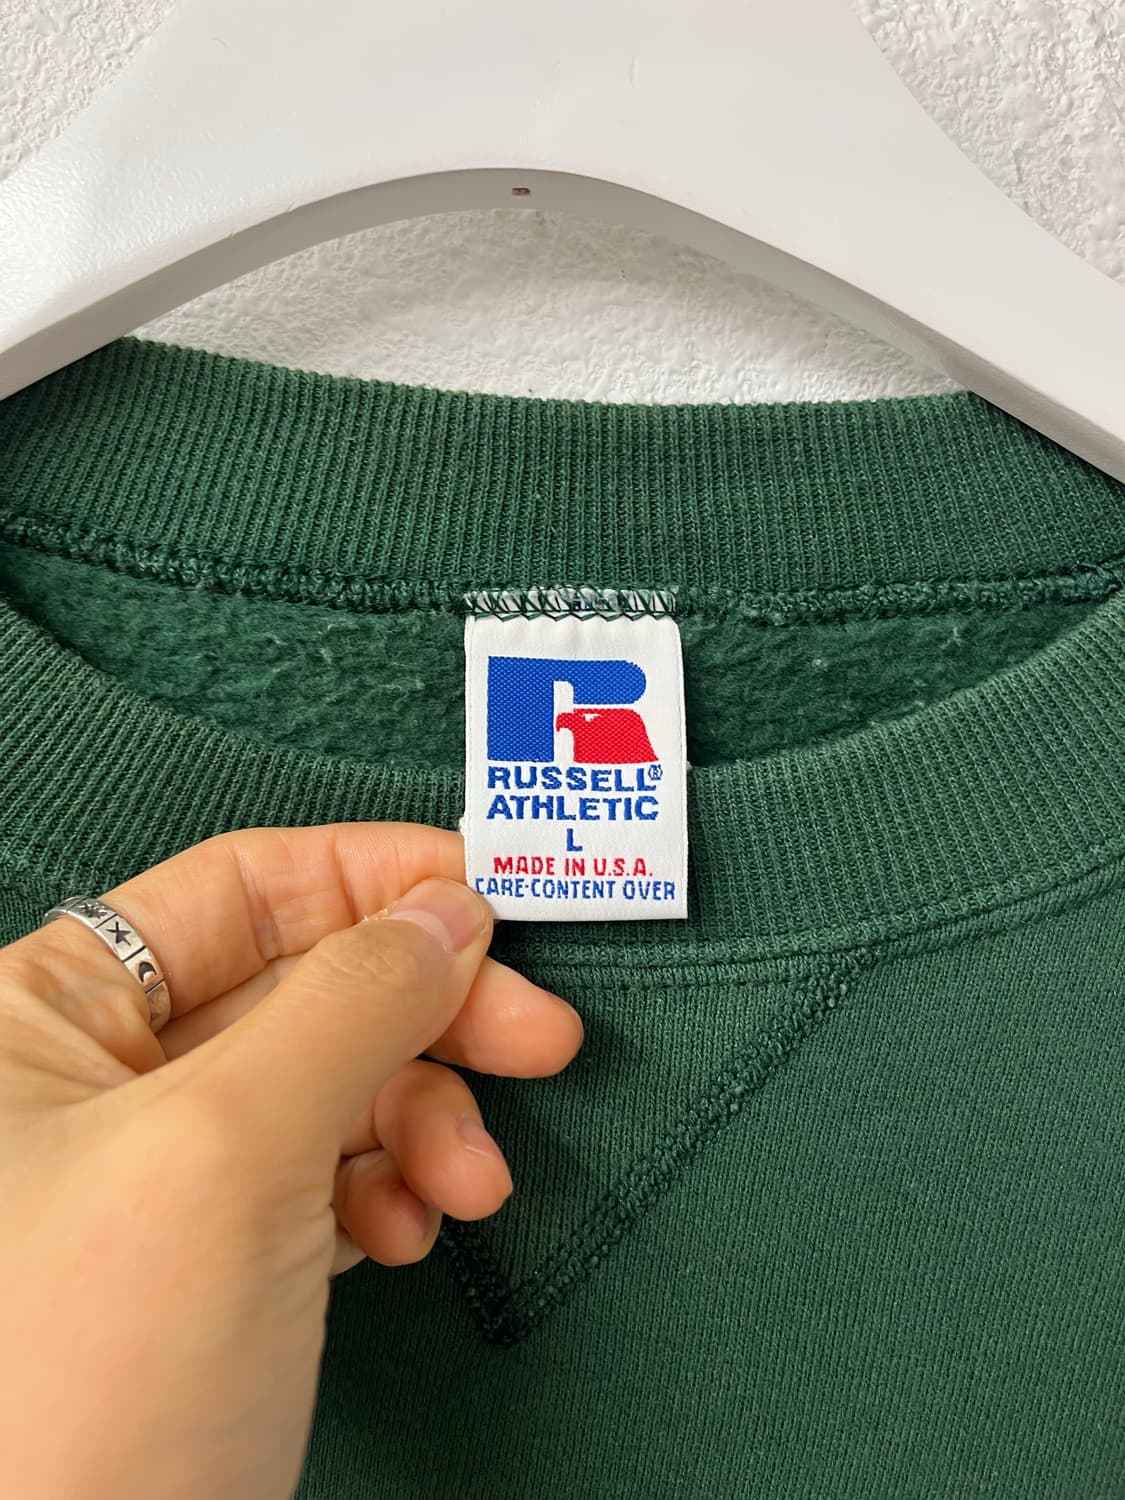 RUSSELL®
ATHLETIC
L
MADE IN U.S.A.
CARE-CONTENT OVER